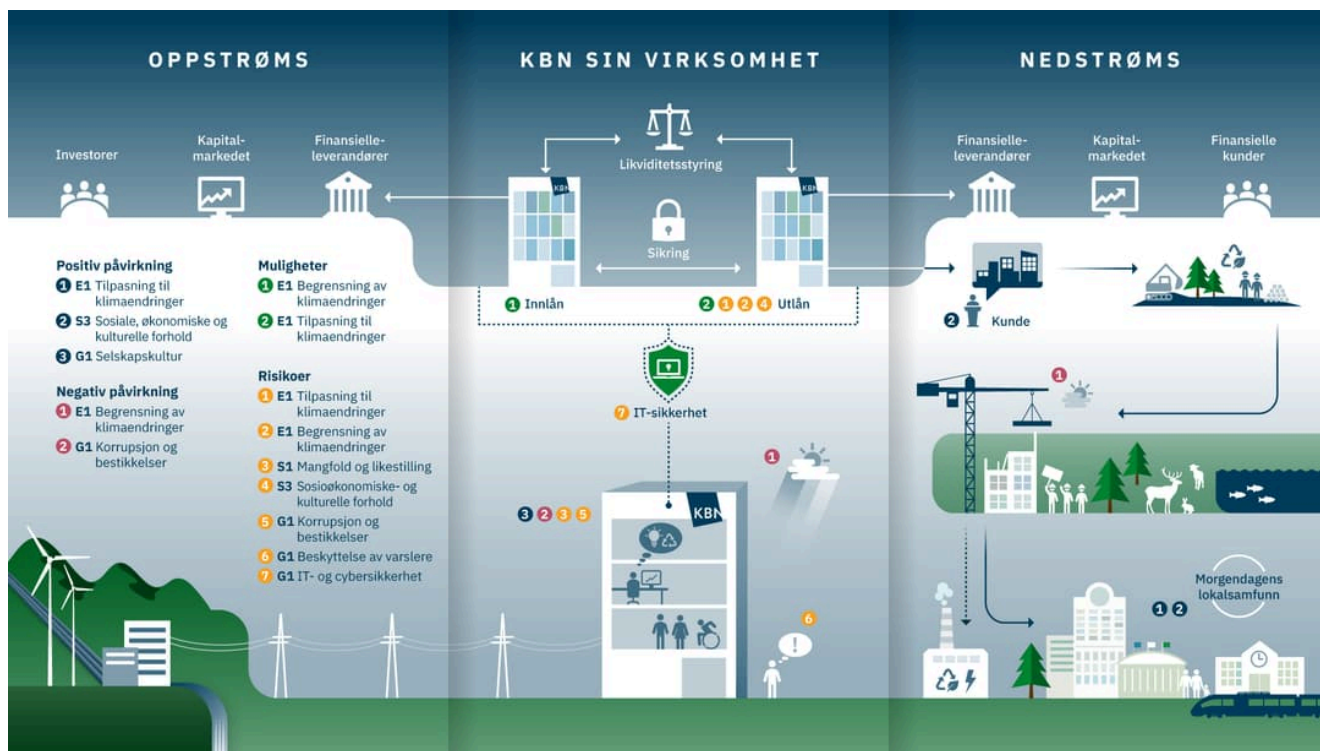 OPPSTRØMS
Investorer
Kapital-
markedet
Finansielle-
leverandører
Positiv påvirkning
1 E1 Tilpasning til
klimaendringer
2 S3 Sosiale, økonomiske og
kulturelle forhold
3 G1 Selskapskultur
Negativ påvirkning
1 E1 Begrensning av
klimaendringer
2 G1 Korrupsjon og
bestikkelser
Muligheter
1 E1 Begrensning av
klimaendringer
2 E1 Tilpasning til
klimaendringer
Risikoer
1 E1 Tilpasning til
klimaendringer
2 E1 Begrensning av
klimaendringer
3 S1 Mangfold og likestilling
4 S3 Sosioøkonomiske- og
kulturelle forhold
5 G1 Korrupsjon og
bestikkelser
6 G1 Beskyttelse av varslere
7 G1 IT- og cybersikkerhet
KBN SIN VIRKSOMHET
Likviditetsstyring
KBN
KBN
Sikring
1 Innlån
2 1 2 4 Utlån
7 IT-sikkerhet
1
3 2 3 5
KBN
6
!
NEDSTRØMS
Finansielle-
leverandører
Kapital-
markedet
Finansielle
kunder
2 Kunde
1
Morgendagens
lokalsamfunn
1 2